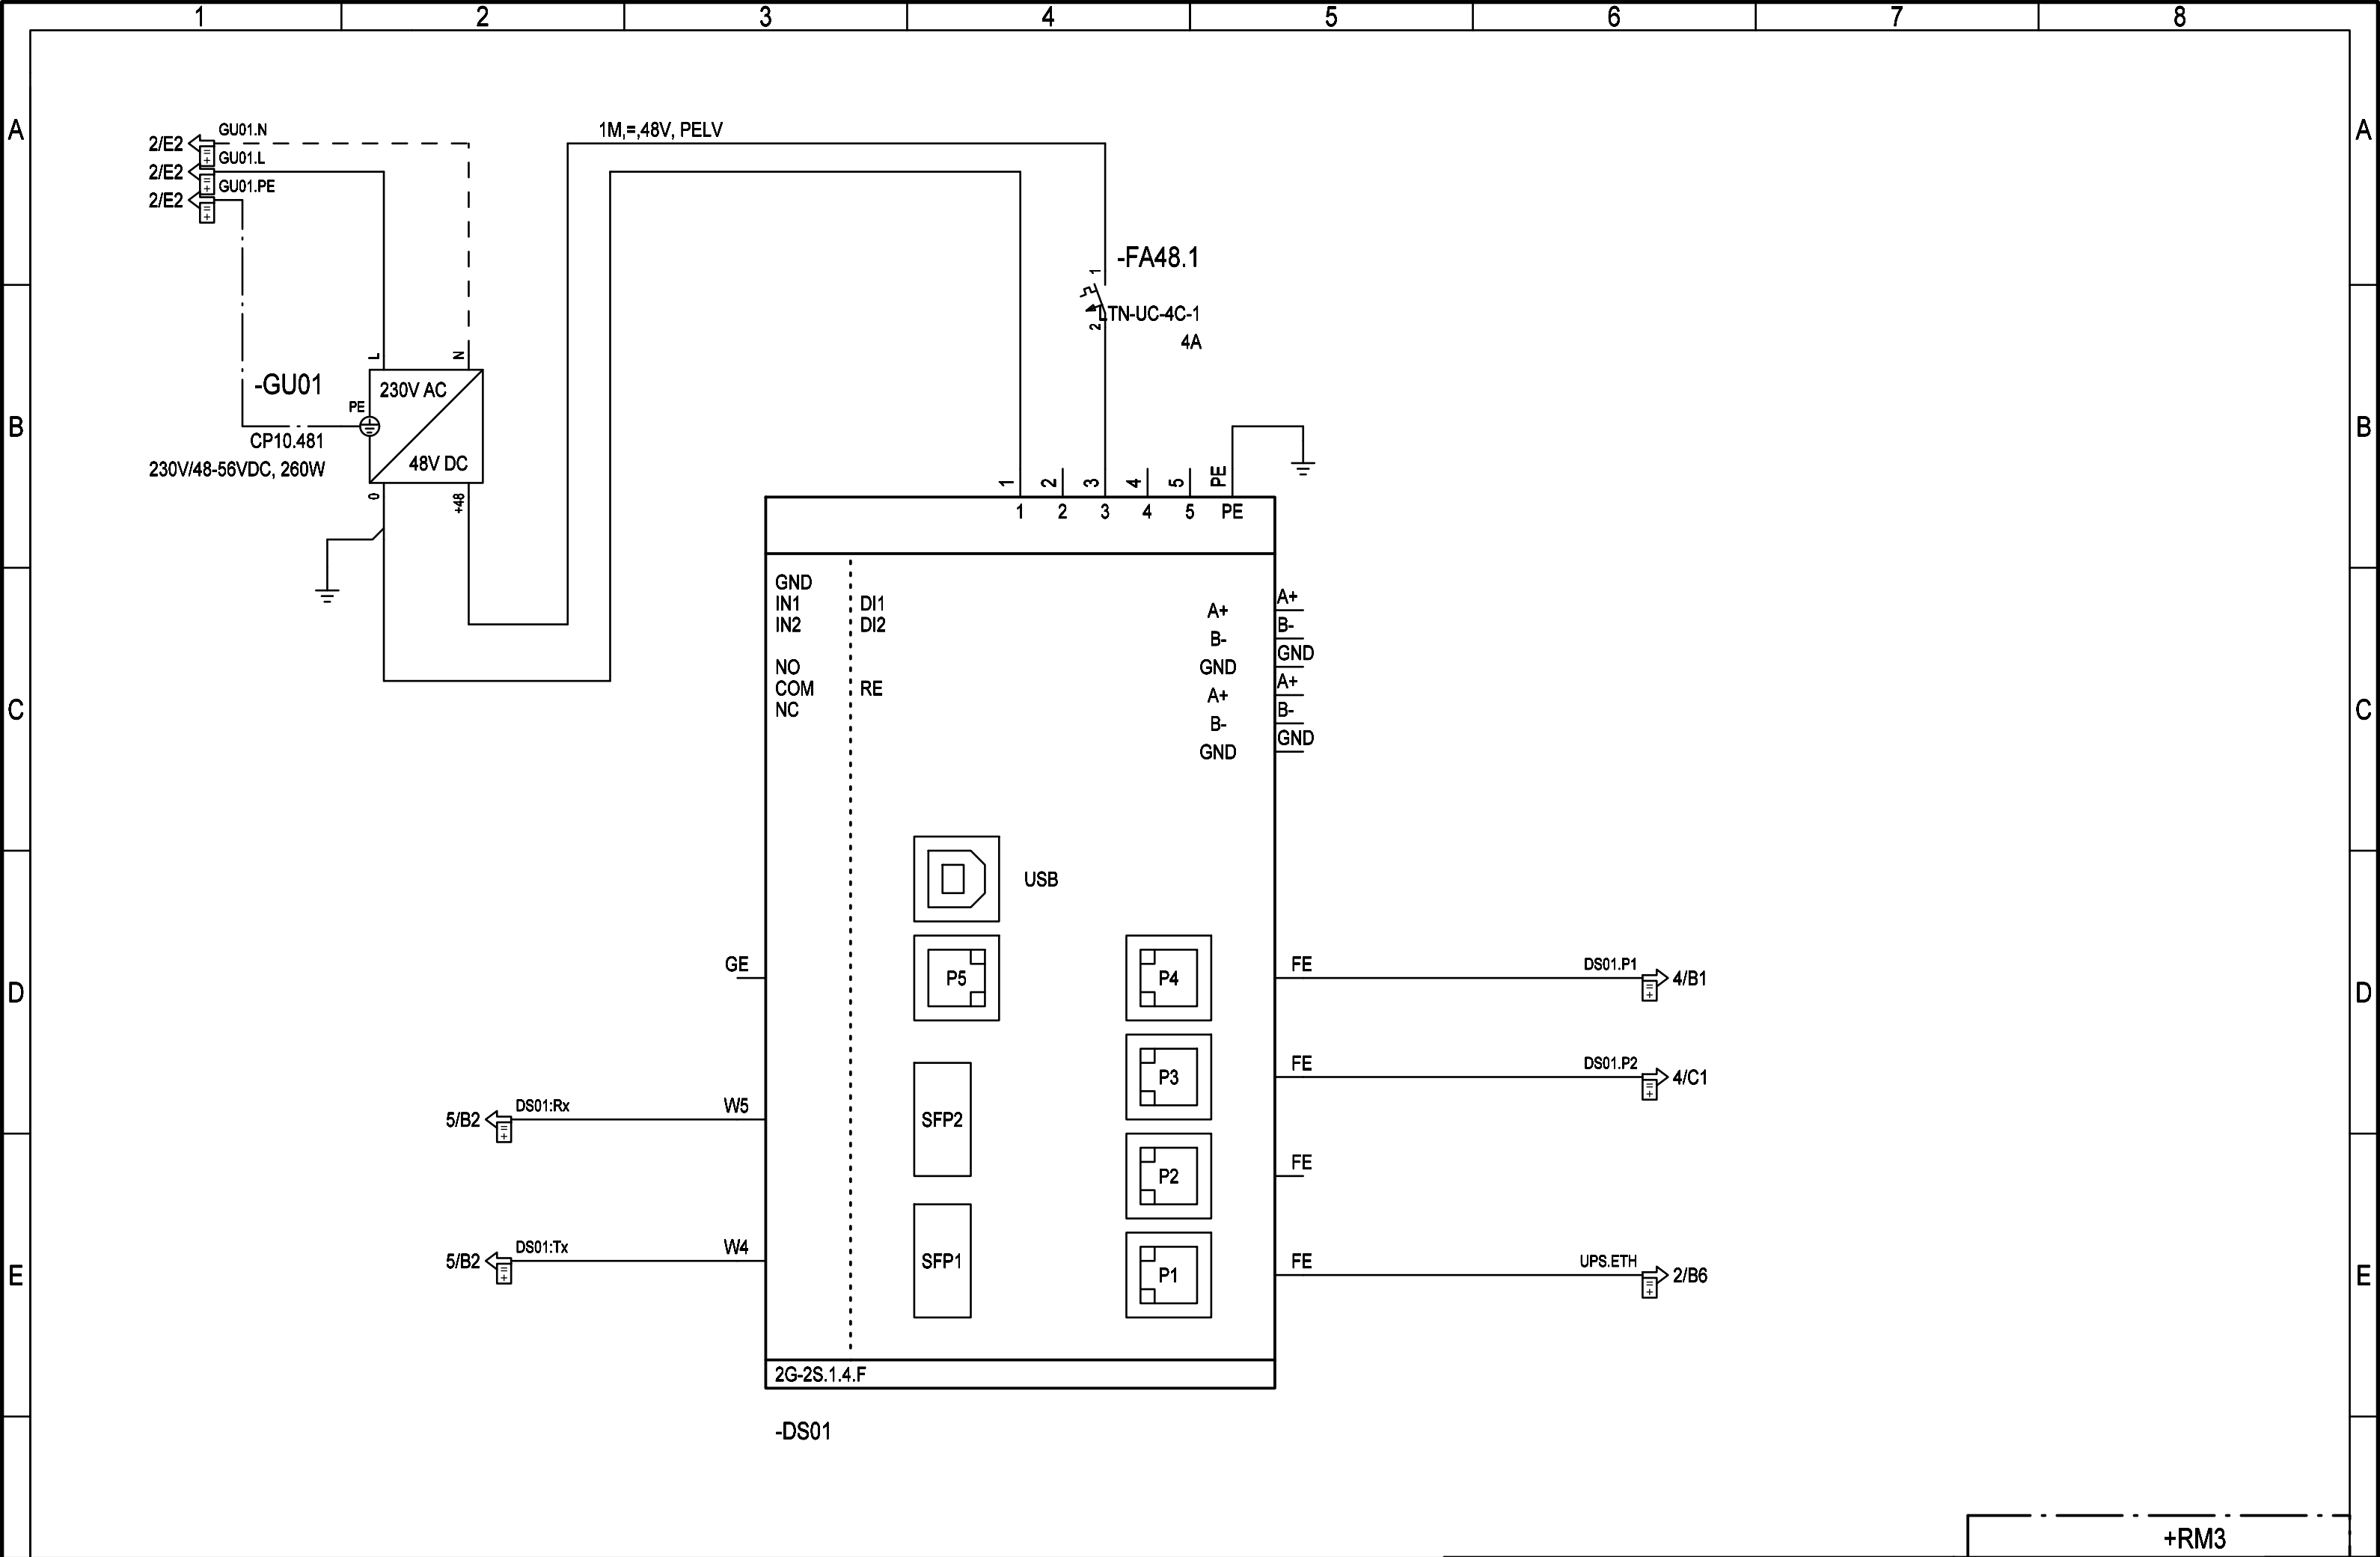 1 2 3 4 5 6 7 8
A A
GU01.N
2/E2
GU01.L
2/E2
GU01.PE
2/E2
1M,=,48V, PELV
-FA48.1
1
LTN-UC-4C-1
2
4A
L N
-GU01
230V AC
PE
B B
CP10.481
48V DC
230V/48-56VDC, 260W
0 +48
1 2 3 4 5 PE
1 2 3 4 5 PE
GND
IN1 DI1
IN2 DI2
NO
COM RE
NC
A+ A+
B- B-
GND GND
A+ A+
B- B-
GND GND
C C
USB
GE P5 P4 FE DS01.P1 4/B1
D D
P3 FE DS01.P2 4/C1
5/B2 DS01:Rx W5 SFP2
P2 FE
5/B2 DS01:Tx W4 SFP1
P1 FE UPS.ETH 2/B6
E E
2G-2S.1.4.F
-DS01
+RM3